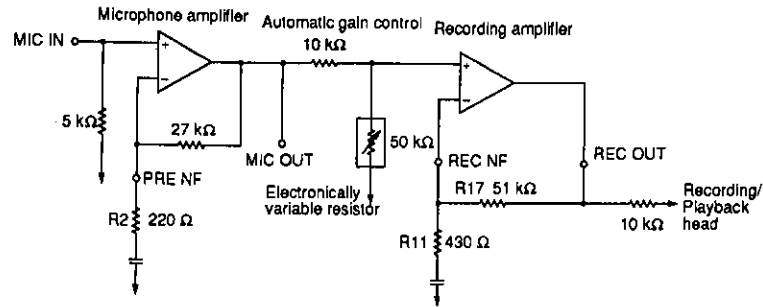 Microphone amplifier
Automatic gain control
10 kΩ
Recording amplifier
MIC IN
+
−
+
−
5 kΩ
27 kΩ
MIC OUT
50 kΩ
REC NF
REC OUT
PRE NF
Electronically
variable resistor
R17 51 kΩ
10 kΩ
Recording/
Playback
head
R2 220 Ω
R11 430 Ω